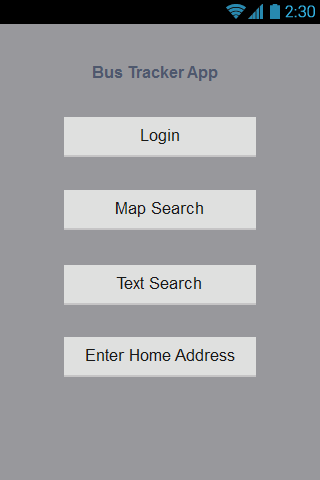 2:30
Bus Tracker App
Login
Map Search
Text Search
Enter Home Address